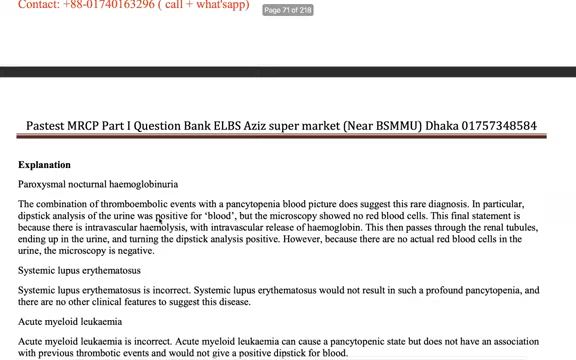 Contact: +88-01740163296 ( call + what'sapp)
Page 71 of 218
Pastest MRCP Part I Question Bank ELBS Aziz super market (Near BSMMU) Dhaka 01757348584
Explanation
Paroxysmal nocturnal haemoglobinuria
The combination of thromboembolic events with a pancytopenia blood picture does suggest this rare diagnosis. In particular,
dipstick analysis of the urine was positive for ‘blood’, but the microscopy showed no red blood cells. This final statement is
because there is intravascular haemolysis, with intravascular release of haemoglobin. This then passes through the renal tubules,
ending up in the urine, and turning the dipstick analysis positive. However, because there are no actual red blood cells in the
urine, the microscopy is negative.
Systemic lupus erythematosus
Systemic lupus erythematosus is incorrect. Systemic lupus erythematosus would not result in such a profound pancytopenia, and
there are no other clinical features to suggest this disease.
Acute myeloid leukaemia
Acute myeloid leukaemia is incorrect. Acute myeloid leukaemia can cause a pancytopenic state but does not have an association
with previous thrombotic events and would not give a positive dipstick for blood.